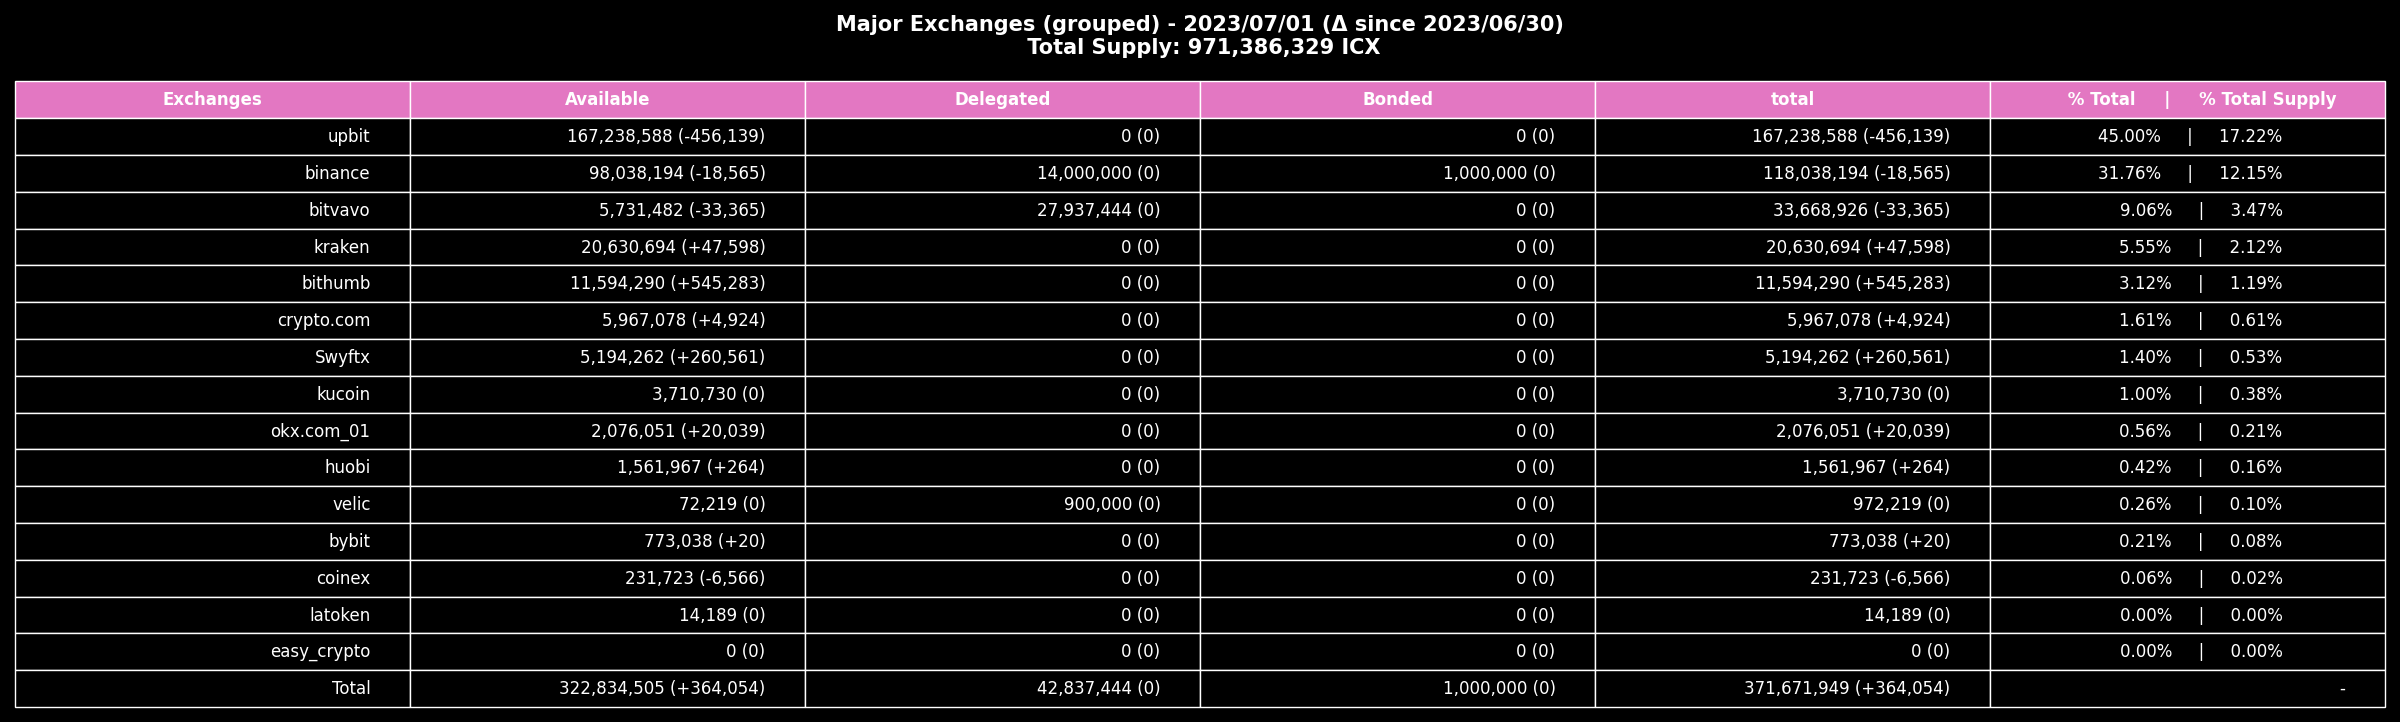 Major Exchanges (grouped) - 2023/07/01 (Δ since 2023/06/30)
Total Supply: 971,386,329 ICX
Exchanges Available Delegated Bonded total % Total | % Total Supply
upbit 167,238,588 (-456,139) 0 (0) 0 (0) 167,238,588 (-456,139) 45.00% | 17.22%
binance 98,038,194 (-18,565) 14,000,000 (0) 1,000,000 (0) 118,038,194 (-18,565) 31.76% | 12.15%
bitvavo 5,731,482 (-33,365) 27,937,444 (0) 0 (0) 33,668,926 (-33,365) 9.06% | 3.47%
kraken 20,630,694 (+47,598) 0 (0) 0 (0) 20,630,694 (+47,598) 5.55% | 2.12%
bithumb 11,594,290 (+545,283) 0 (0) 0 (0) 11,594,290 (+545,283) 3.12% | 1.19%
crypto.com 5,967,078 (+4,924) 0 (0) 0 (0) 5,967,078 (+4,924) 1.61% | 0.61%
Swyftx 5,194,262 (+260,561) 0 (0) 0 (0) 5,194,262 (+260,561) 1.40% | 0.53%
kucoin 3,710,730 (0) 0 (0) 0 (0) 3,710,730 (0) 1.00% | 0.38%
okx.com_01 2,076,051 (+20,039) 0 (0) 0 (0) 2,076,051 (+20,039) 0.56% | 0.21%
huobi 1,561,967 (+264) 0 (0) 0 (0) 1,561,967 (+264) 0.42% | 0.16%
velic 72,219 (0) 900,000 (0) 0 (0) 972,219 (0) 0.26% | 0.10%
bybit 773,038 (+20) 0 (0) 0 (0) 773,038 (+20) 0.21% | 0.08%
coinex 231,723 (-6,566) 0 (0) 0 (0) 231,723 (-6,566) 0.06% | 0.02%
latoken 14,189 (0) 0 (0) 0 (0) 14,189 (0) 0.00% | 0.00%
easy_crypto 0 (0) 0 (0) 0 (0) 0 (0) 0.00% | 0.00%
Total 322,834,505 (+364,054) 42,837,444 (0) 1,000,000 (0) 371,671,949 (+364,054) -